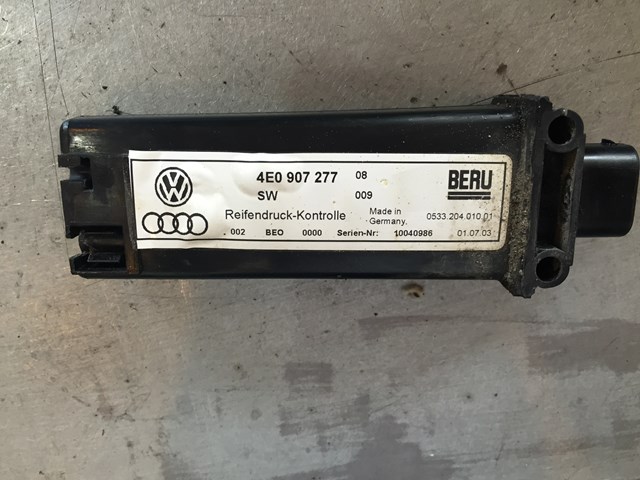 4E0 907 277 08
SW 009
BERU
Reifendruck-Kontrolle
Made in
Germany.
0533.204.010.01
.002 BEO 0000 Serien-Nr: 10040986 01.07.03